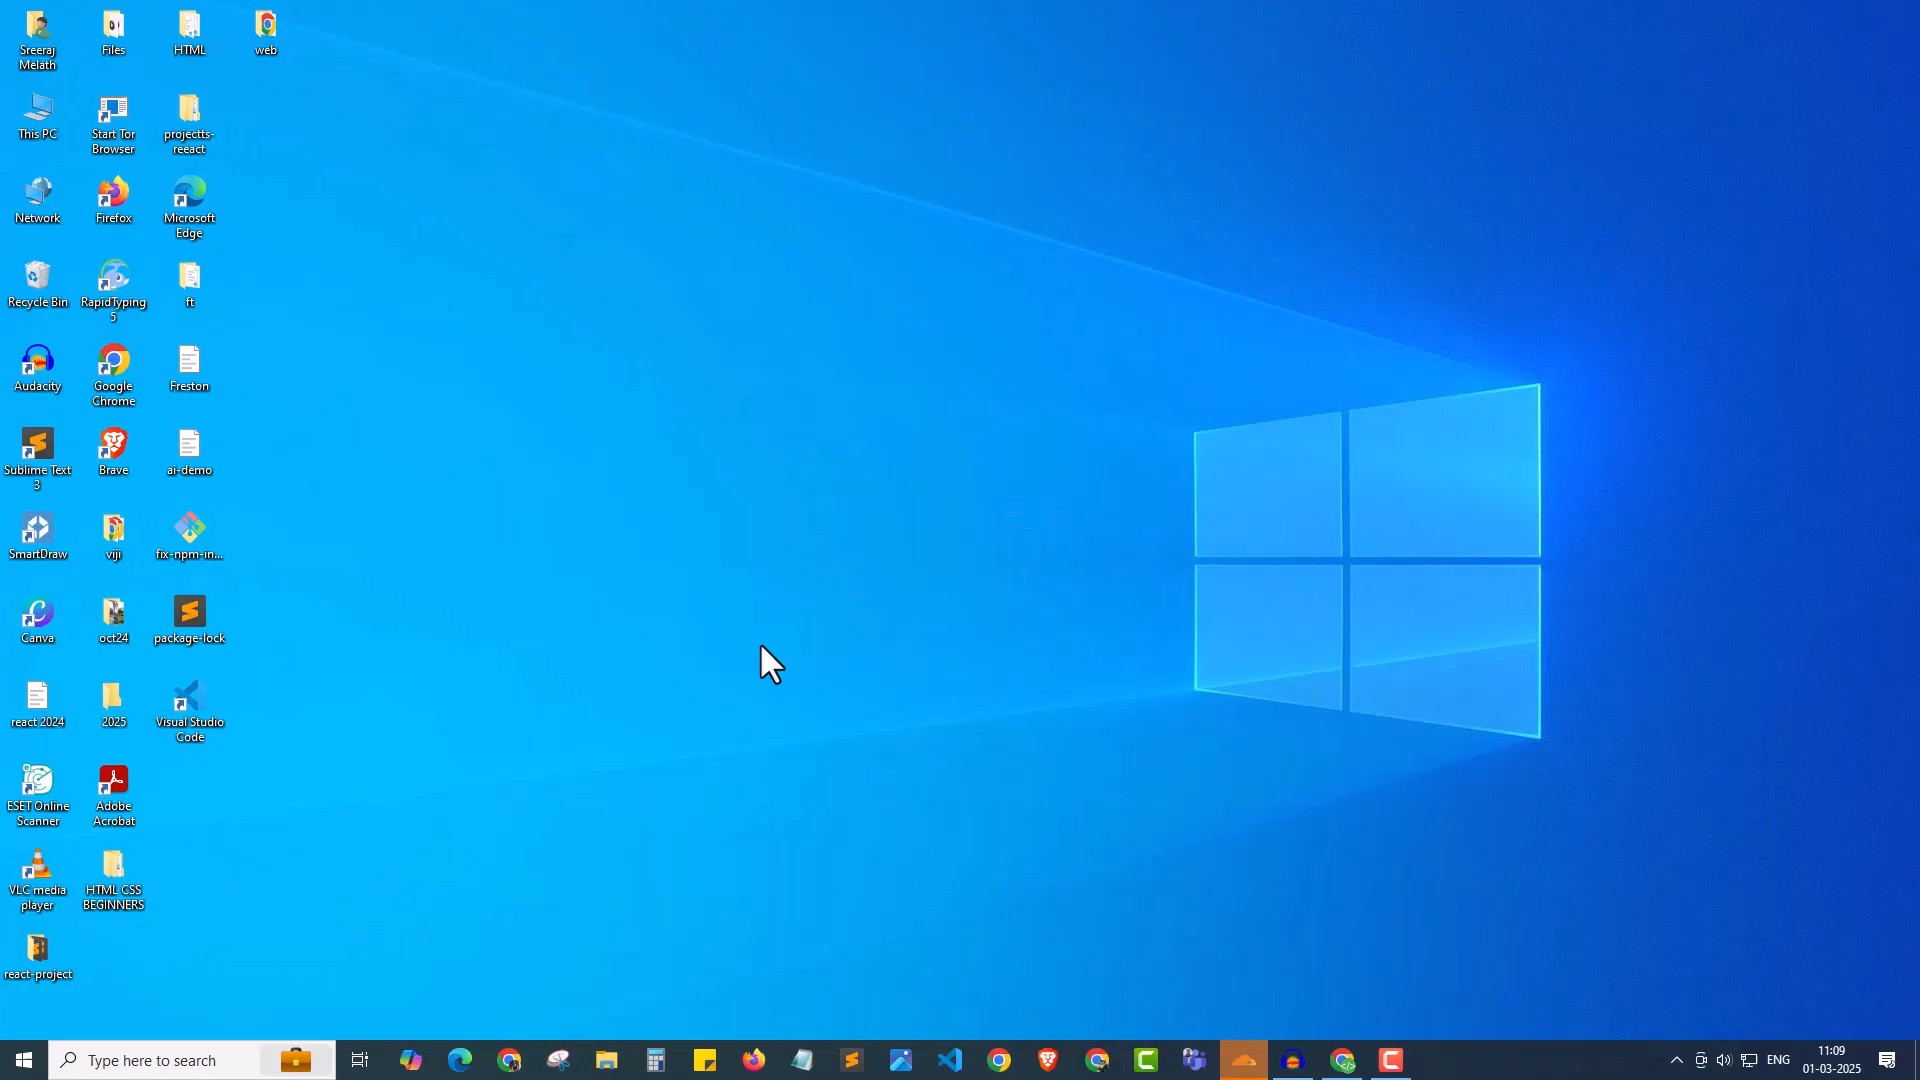 Sreeraj
Melath
Files
HTML
web
This PC
Start Tor
Browser
projectts-
reeact
Network
Firefox
Microsoft
Edge
Recycle Bin
RapidTyping
5
ft
Audacity
Google
Chrome
Freston
Sublime Text
3
Brave
ai-demo
SmartDraw
viji
fix-npm-in...
Canva
oct24
package-lock
react 2024
2025
Visual Studio
Code
ESET Online
Scanner
Adobe
Acrobat
VLC media
player
HTML CSS
BEGINNERS
react-project
Type here to search
ENG
11:09
01-03-2025